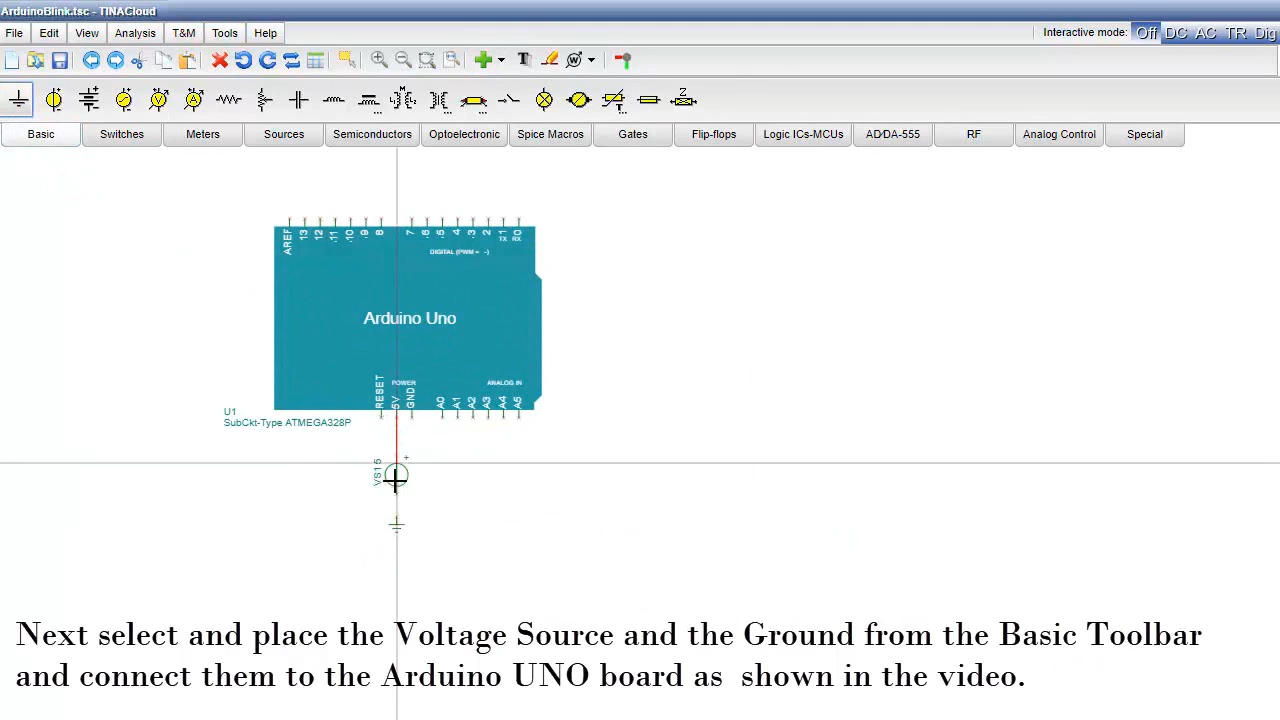 ArduinoBlink.tsc - TINACloud
File Edit View Analysis T&M Tools Help Interactive mode: Off DC AC TR Dig
Basic Switches Meters Sources Semiconductors Optoelectronic Spice Macros Gates Flip-flops Logic ICs-MCUs AD/DA-555 RF Analog Control Special
AREF 13 12 .11 .10 .9 8 7 .6 .5 4 .3 2 1 0
TX RX
DIGITAL (PWM = -)
Arduino Uno
POWER ANALOG IN
RESET 5V GND A0 A1 A2 A3 A4 A5
U1
SubCkt-Type ATMEGA328P
VS1 5
+
Next select and place the Voltage Source and the Ground from the Basic Toolbar
and connect them to the Arduino UNO board as shown in the video.